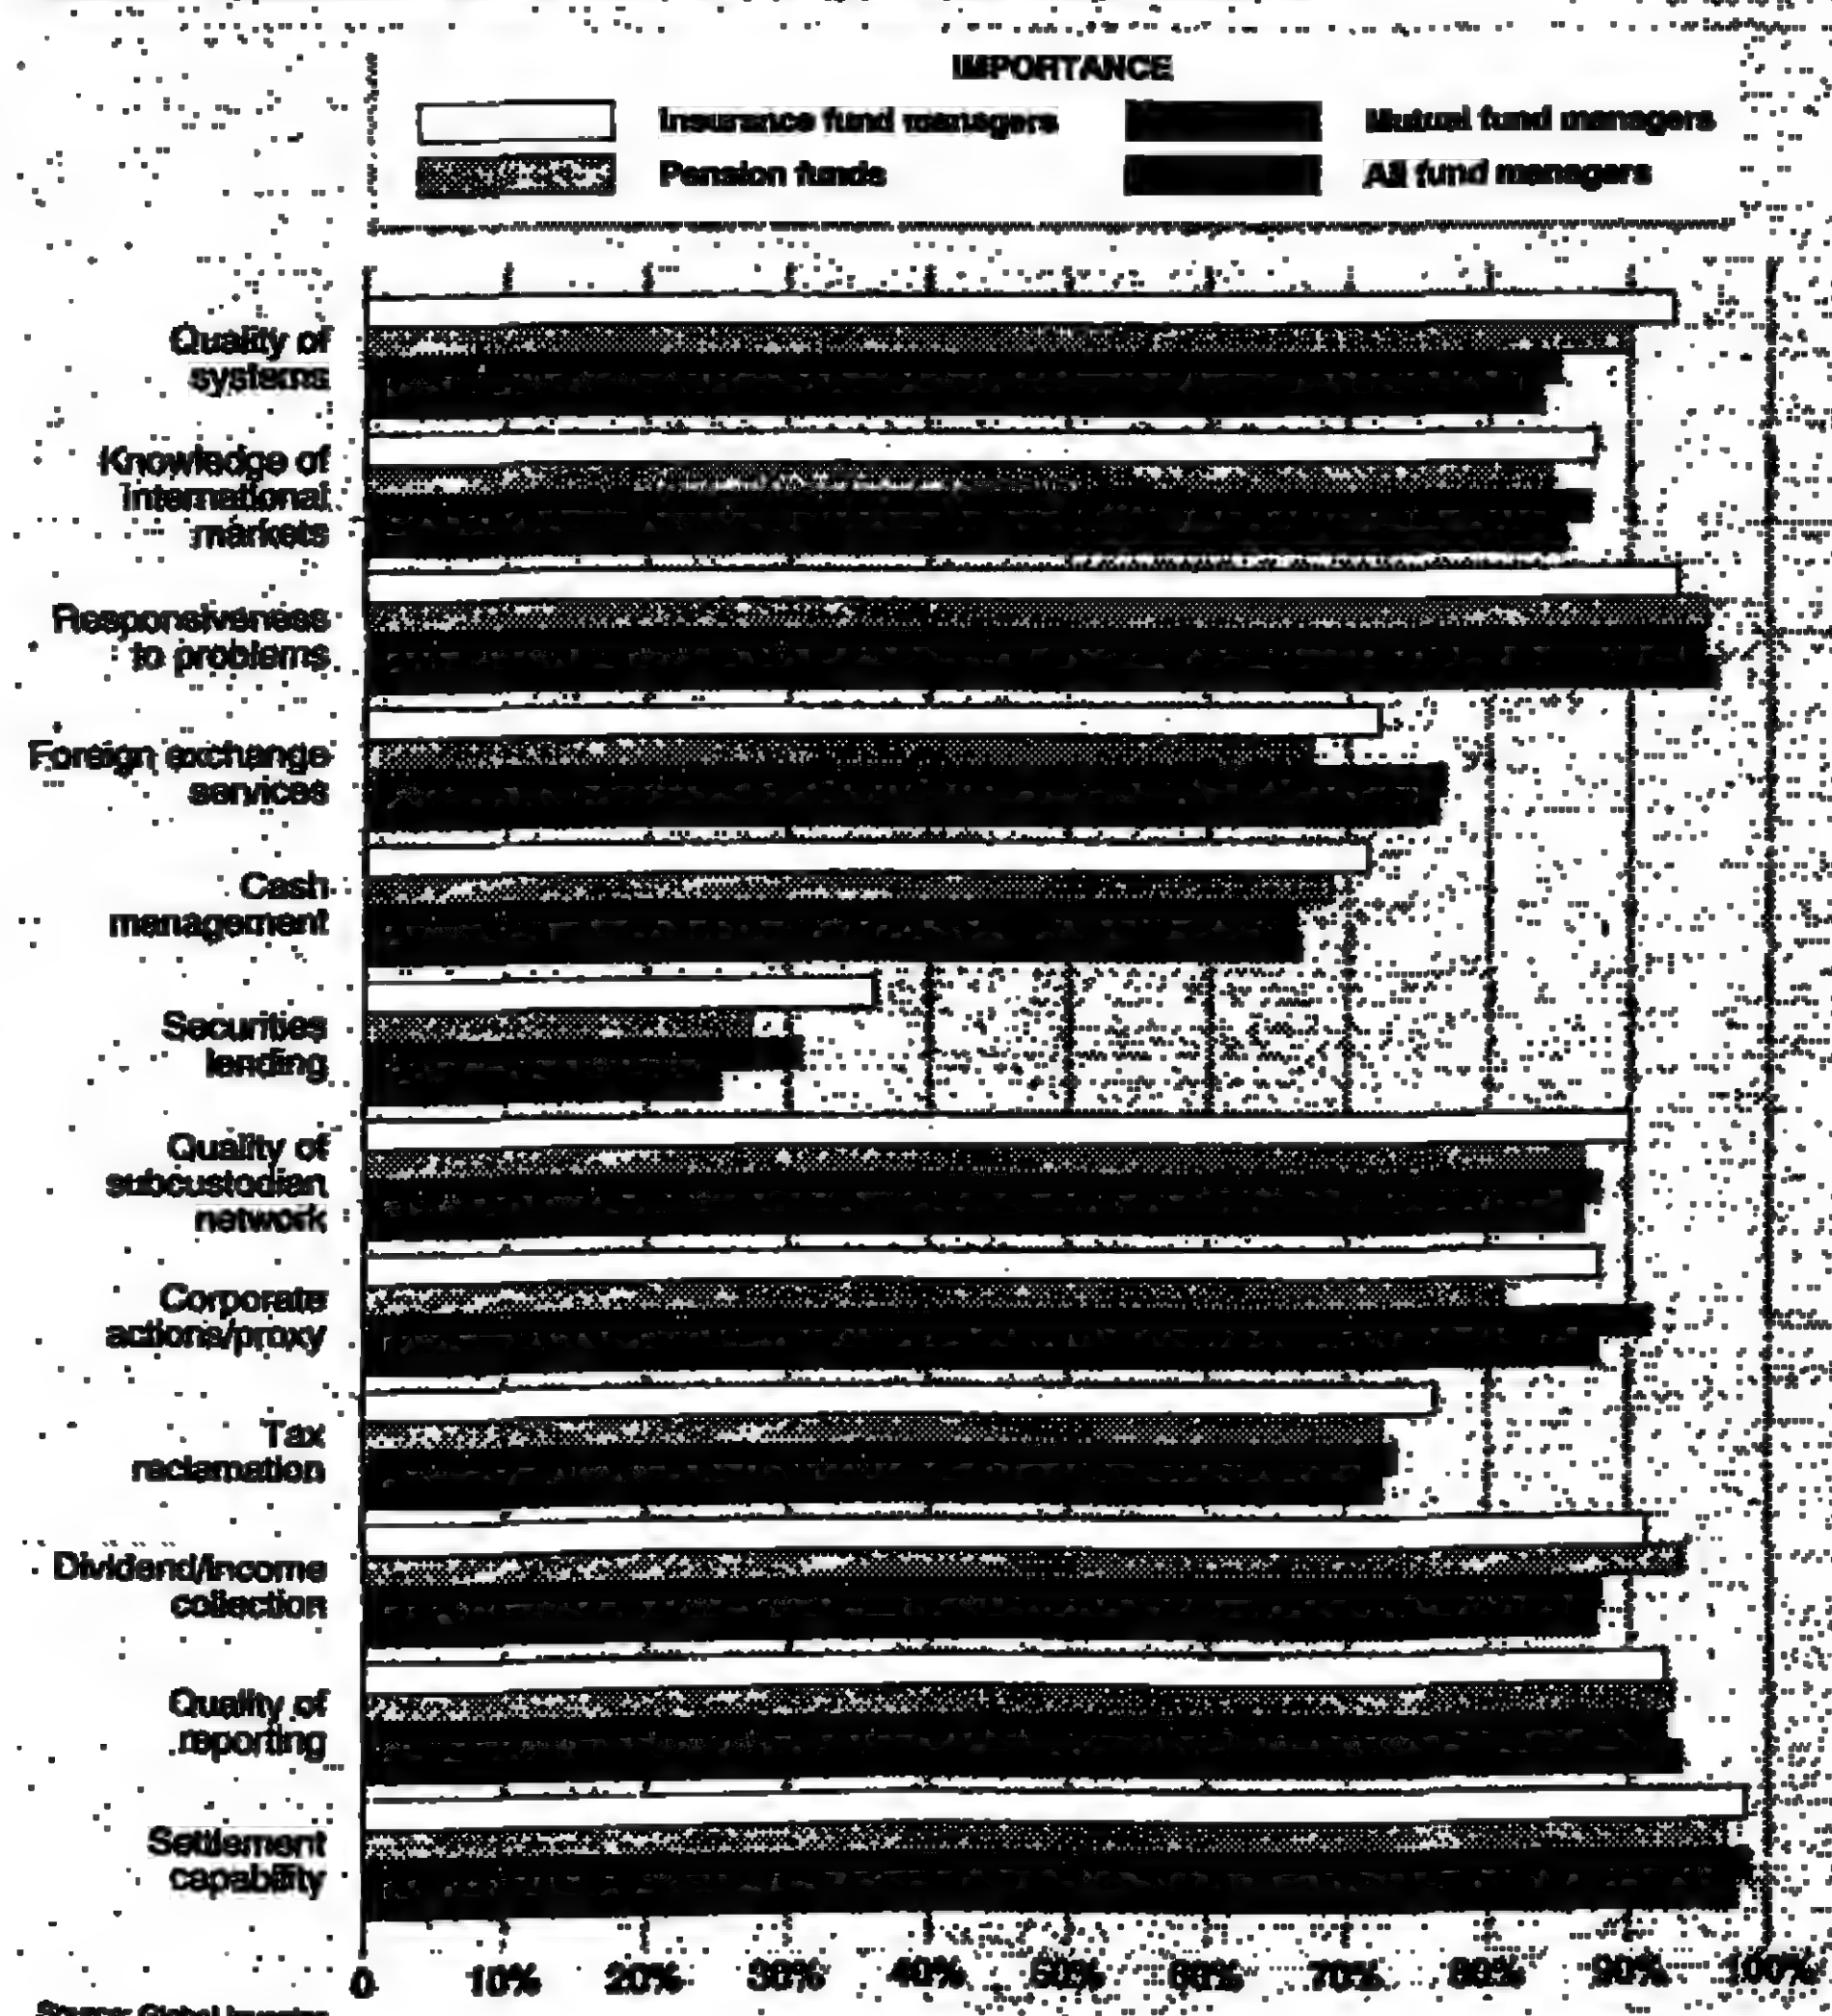 IMPORTANCE
Insurance fund managers
Mutual fund managers
Pension funds
All fund managers
Quality of
systems
Knowledge of
international
markets
Responsiveness
to problems
Foreign exchange
services
Cash
management
Securities
lending
Quality of
subcustodian
network
Corporate
actions/proxy
Tax
reclamation
Dividend/income
collection
Quality of
reporting
Settlement
capability
0 10% 20% 30% 40% 50% 60% 70% 80% 90% 100%
Source: Global Investor